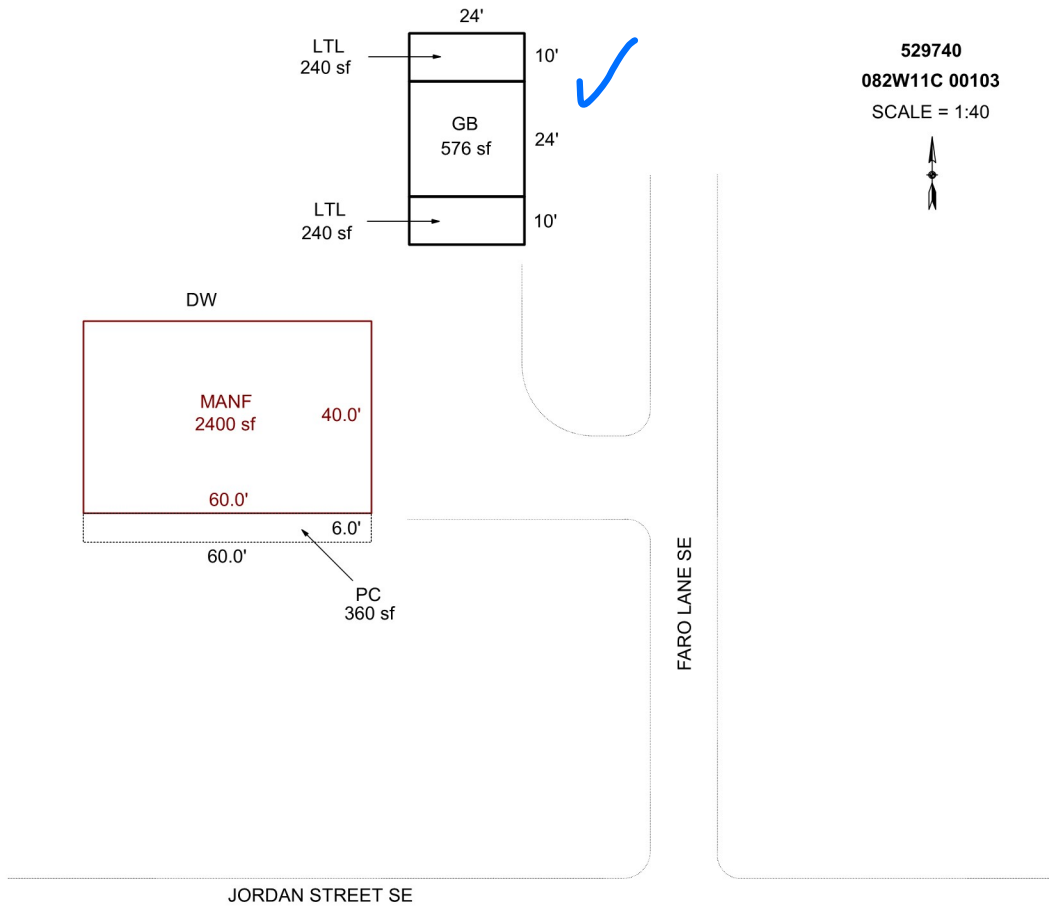 24'
LTL
240 sf
10'
GB
576 sf
24'
LTL
240 sf
10'
529740
082W11C 00103
SCALE = 1:40
DW
MANF
2400 sf
40.0'
60.0'
6.0'
60.0'
PC
360 sf
FARO LANE SE
JORDAN STREET SE